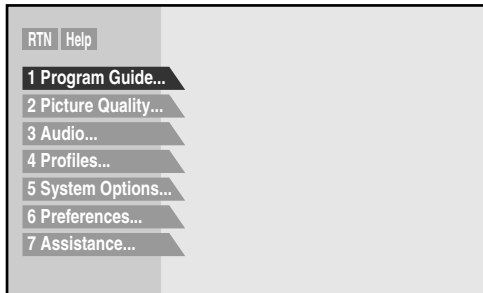 RTN Help
1 Program Guide...
2 Picture Quality...
3 Audio...
4 Profiles...
5 System Options...
6 Preferences...
7 Assistance...